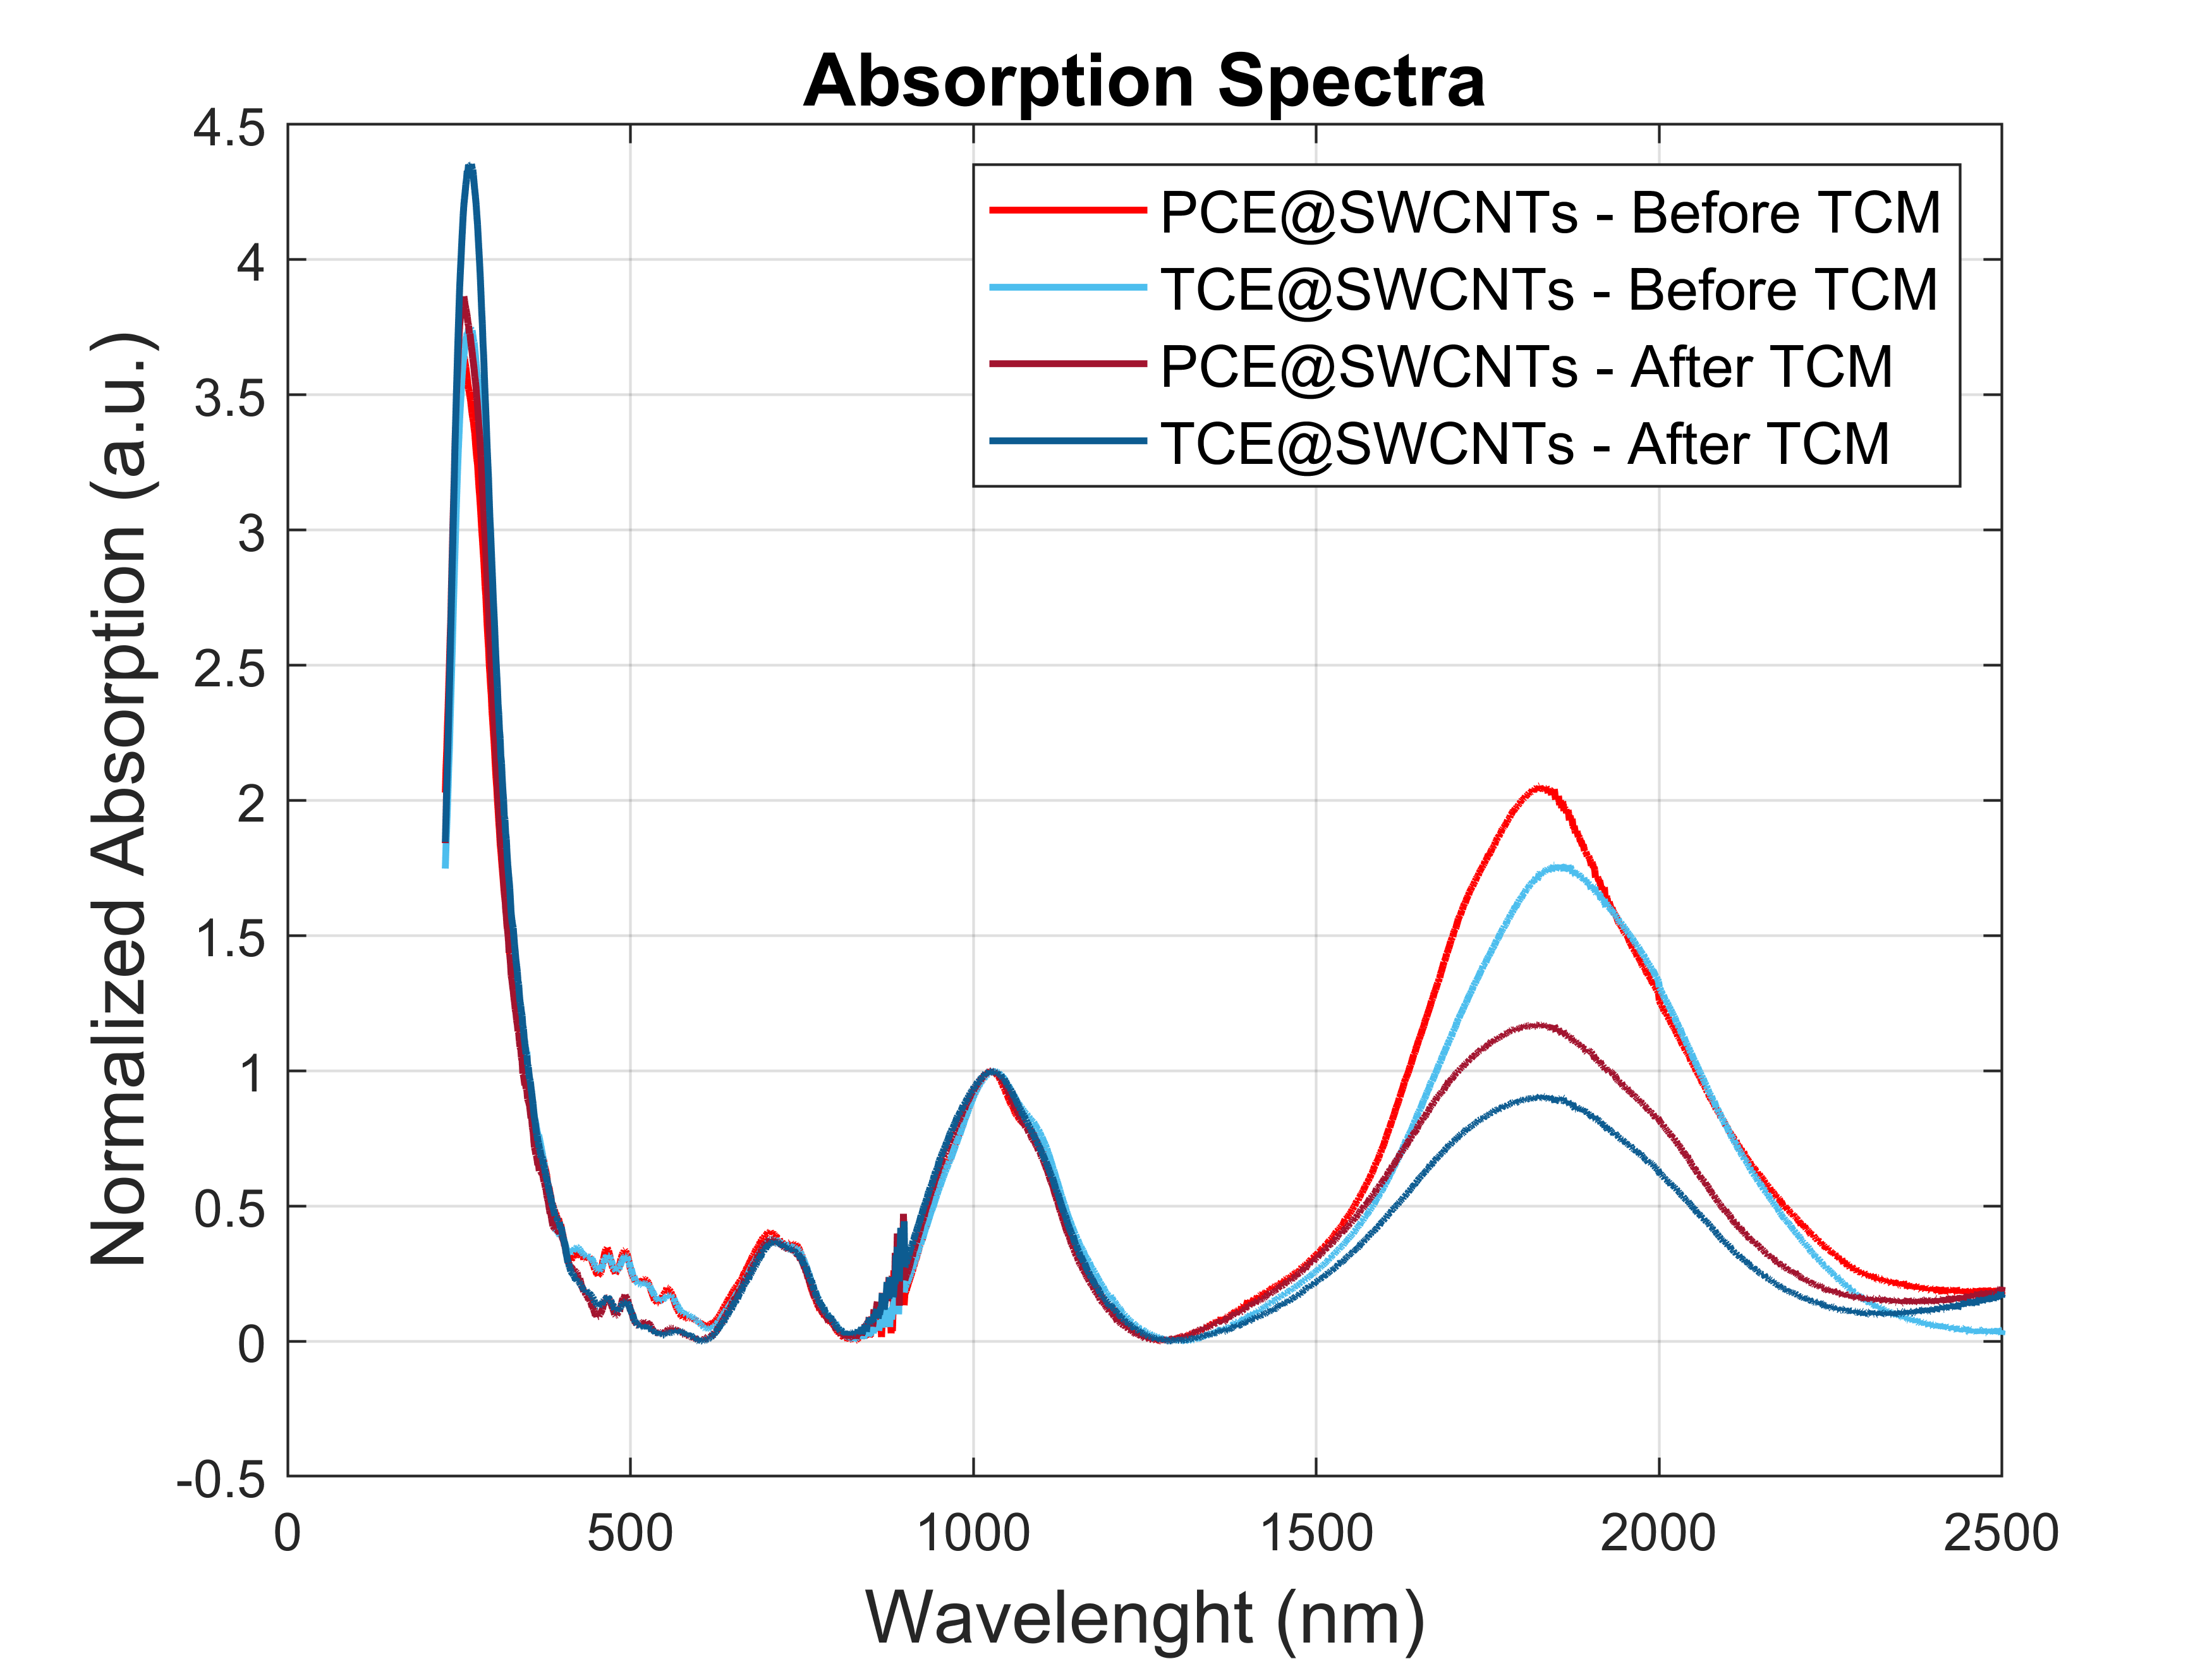 Absorption Spectra
Normalized Absorption (a.u.)
4.5
4
3.5
3
2.5
2
1.5
1
0.5
0
-0.5
PCE@SWCNTs - Before TCM
TCE@SWCNTs - Before TCM
PCE@SWCNTs - After TCM
TCE@SWCNTs - After TCM
0 500 1000 1500 2000 2500
Wavelenght (nm)